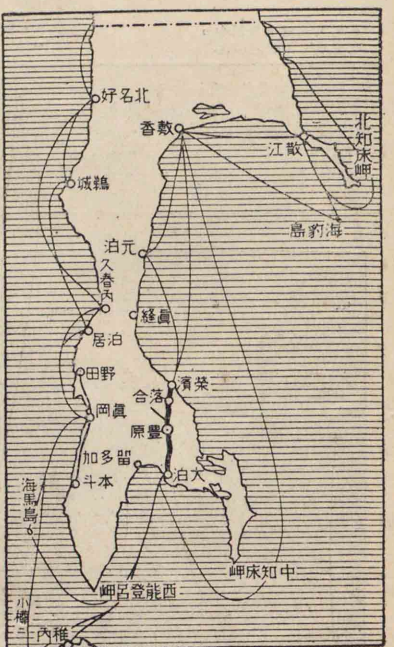 北名好
敷香
散江
北知床岬
海豹島
鵜城
元泊
久春内
眞縫
泊居
野田
榮濱
落合
眞岡
豊原
留多加
大泊
本斗
海馬島
中知床岬
西能登呂岬
小樽ニ
稚内